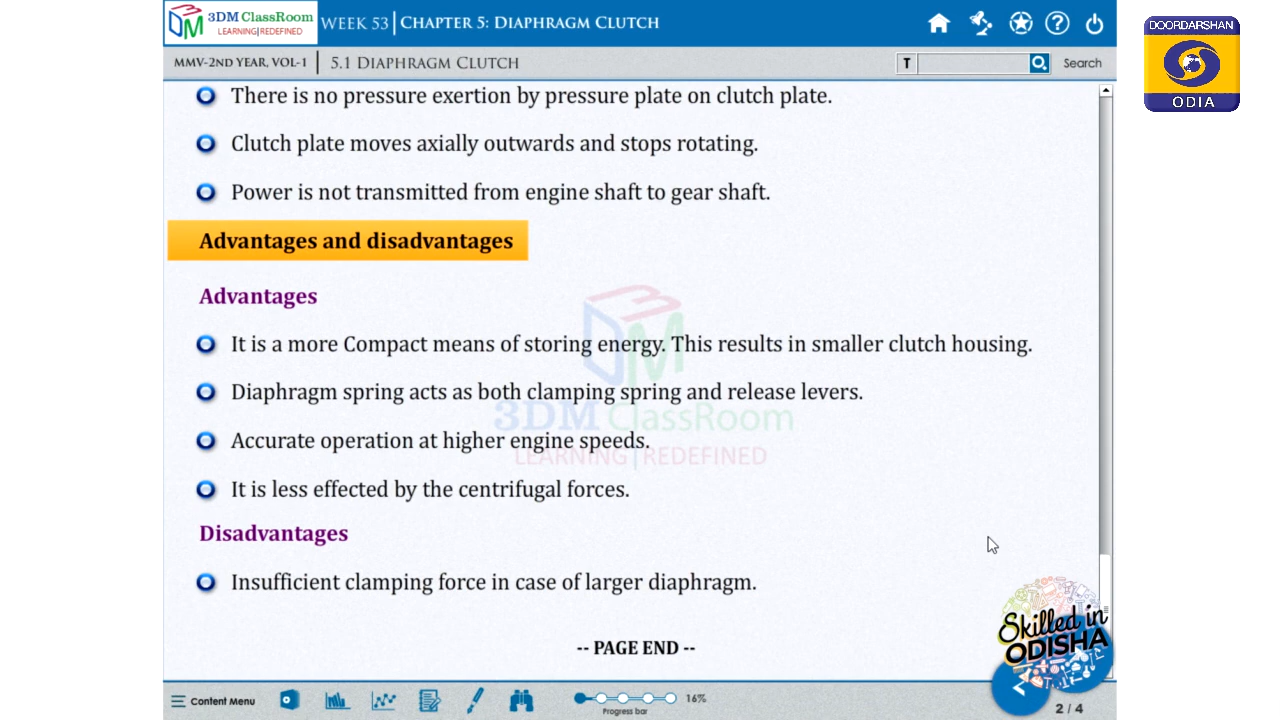 3DM ClassRoom
LEARNING|REDEFINED
WEEK 53 | CHAPTER 5: DIAPHRAGM CLUTCH
DOORDARSHAN
ODIA
MMV-2ND YEAR, VOL-1 | 5.1 DIAPHRAGM CLUTCH
T
Search
There is no pressure exertion by pressure plate on clutch plate.
Clutch plate moves axially outwards and stops rotating.
Power is not transmitted from engine shaft to gear shaft.
Advantages and disadvantages
Advantages
It is a more Compact means of storing energy. This results in smaller clutch housing.
Diaphragm spring acts as both clamping spring and release levers.
3DM ClassRoom
Accurate operation at higher engine speeds.
LEARNING|REDEFINED
It is less effected by the centrifugal forces.
Disadvantages
Insufficient clamping force in case of larger diaphragm.
Skilled in
ODISHA
-- PAGE END --
Content Menu
16%
Progress bar
2 / 4